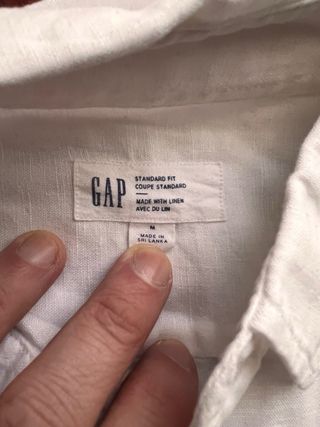 GAP
STANDARD FIT
COUPE STANDARD
MADE WITH LINEN
AVEC DU LIN
M
MADE IN
SRI LANKA